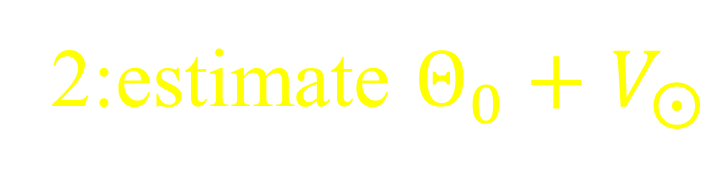 2:estimate Θ₀ + V☉